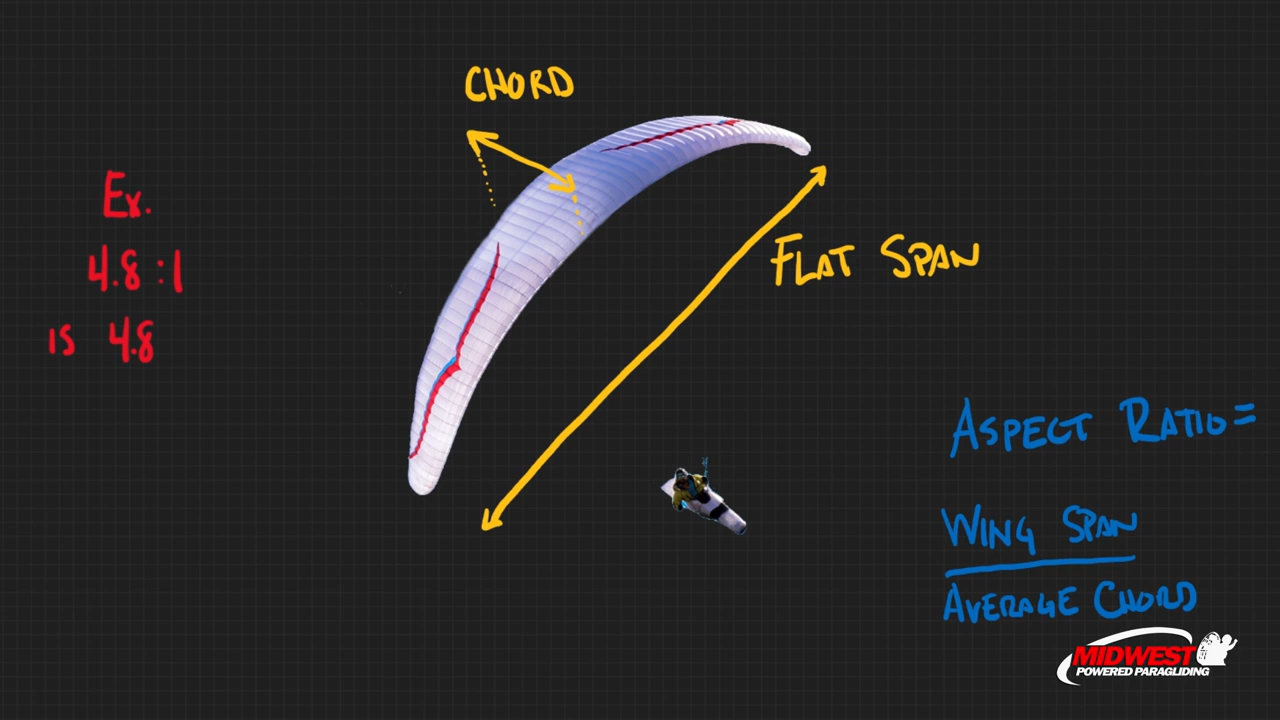 CHORD
Ex.
4.8:1
is 4.8
FLAT SPAN
ASPECT RATIO=
WING SPAN
AVERAGE CHORD
MIDWEST
POWERED PARAGLIDING